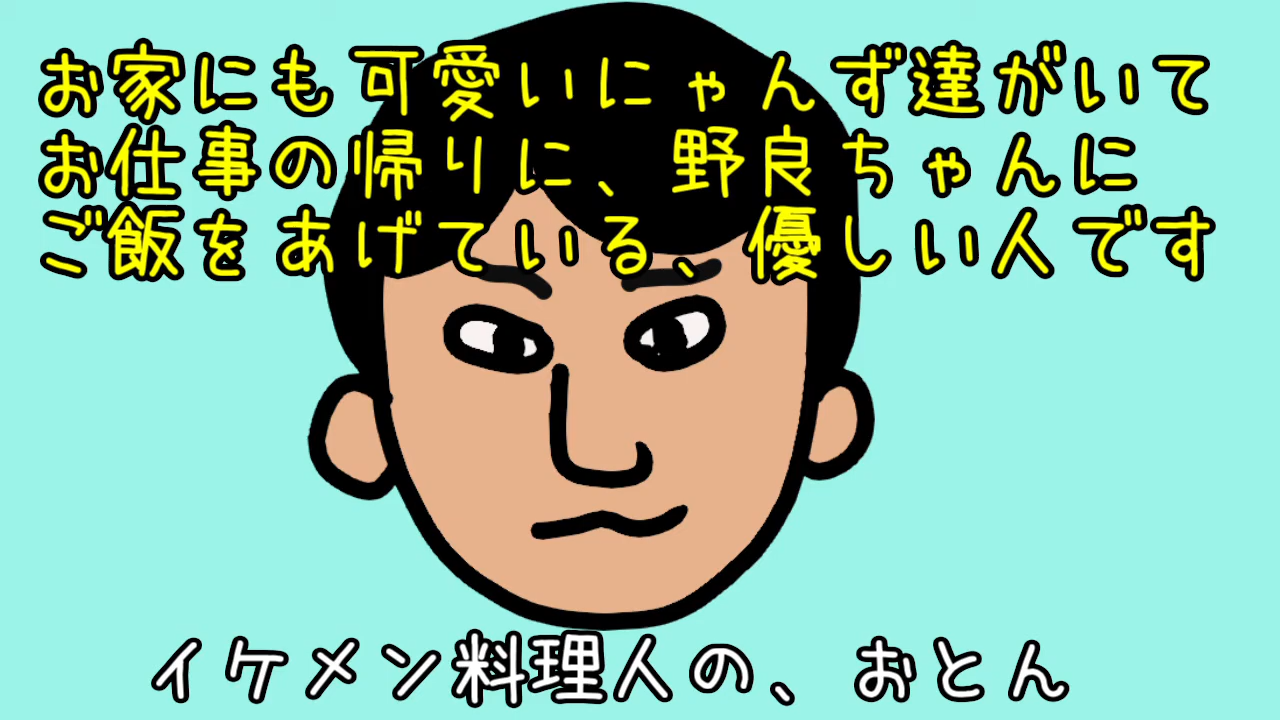 お家にも可愛いにゃんず達がいて
お仕事の帰りに、野良ちゃんに
ご飯をあげている、優しい人です
イケメン料理人の、おとん